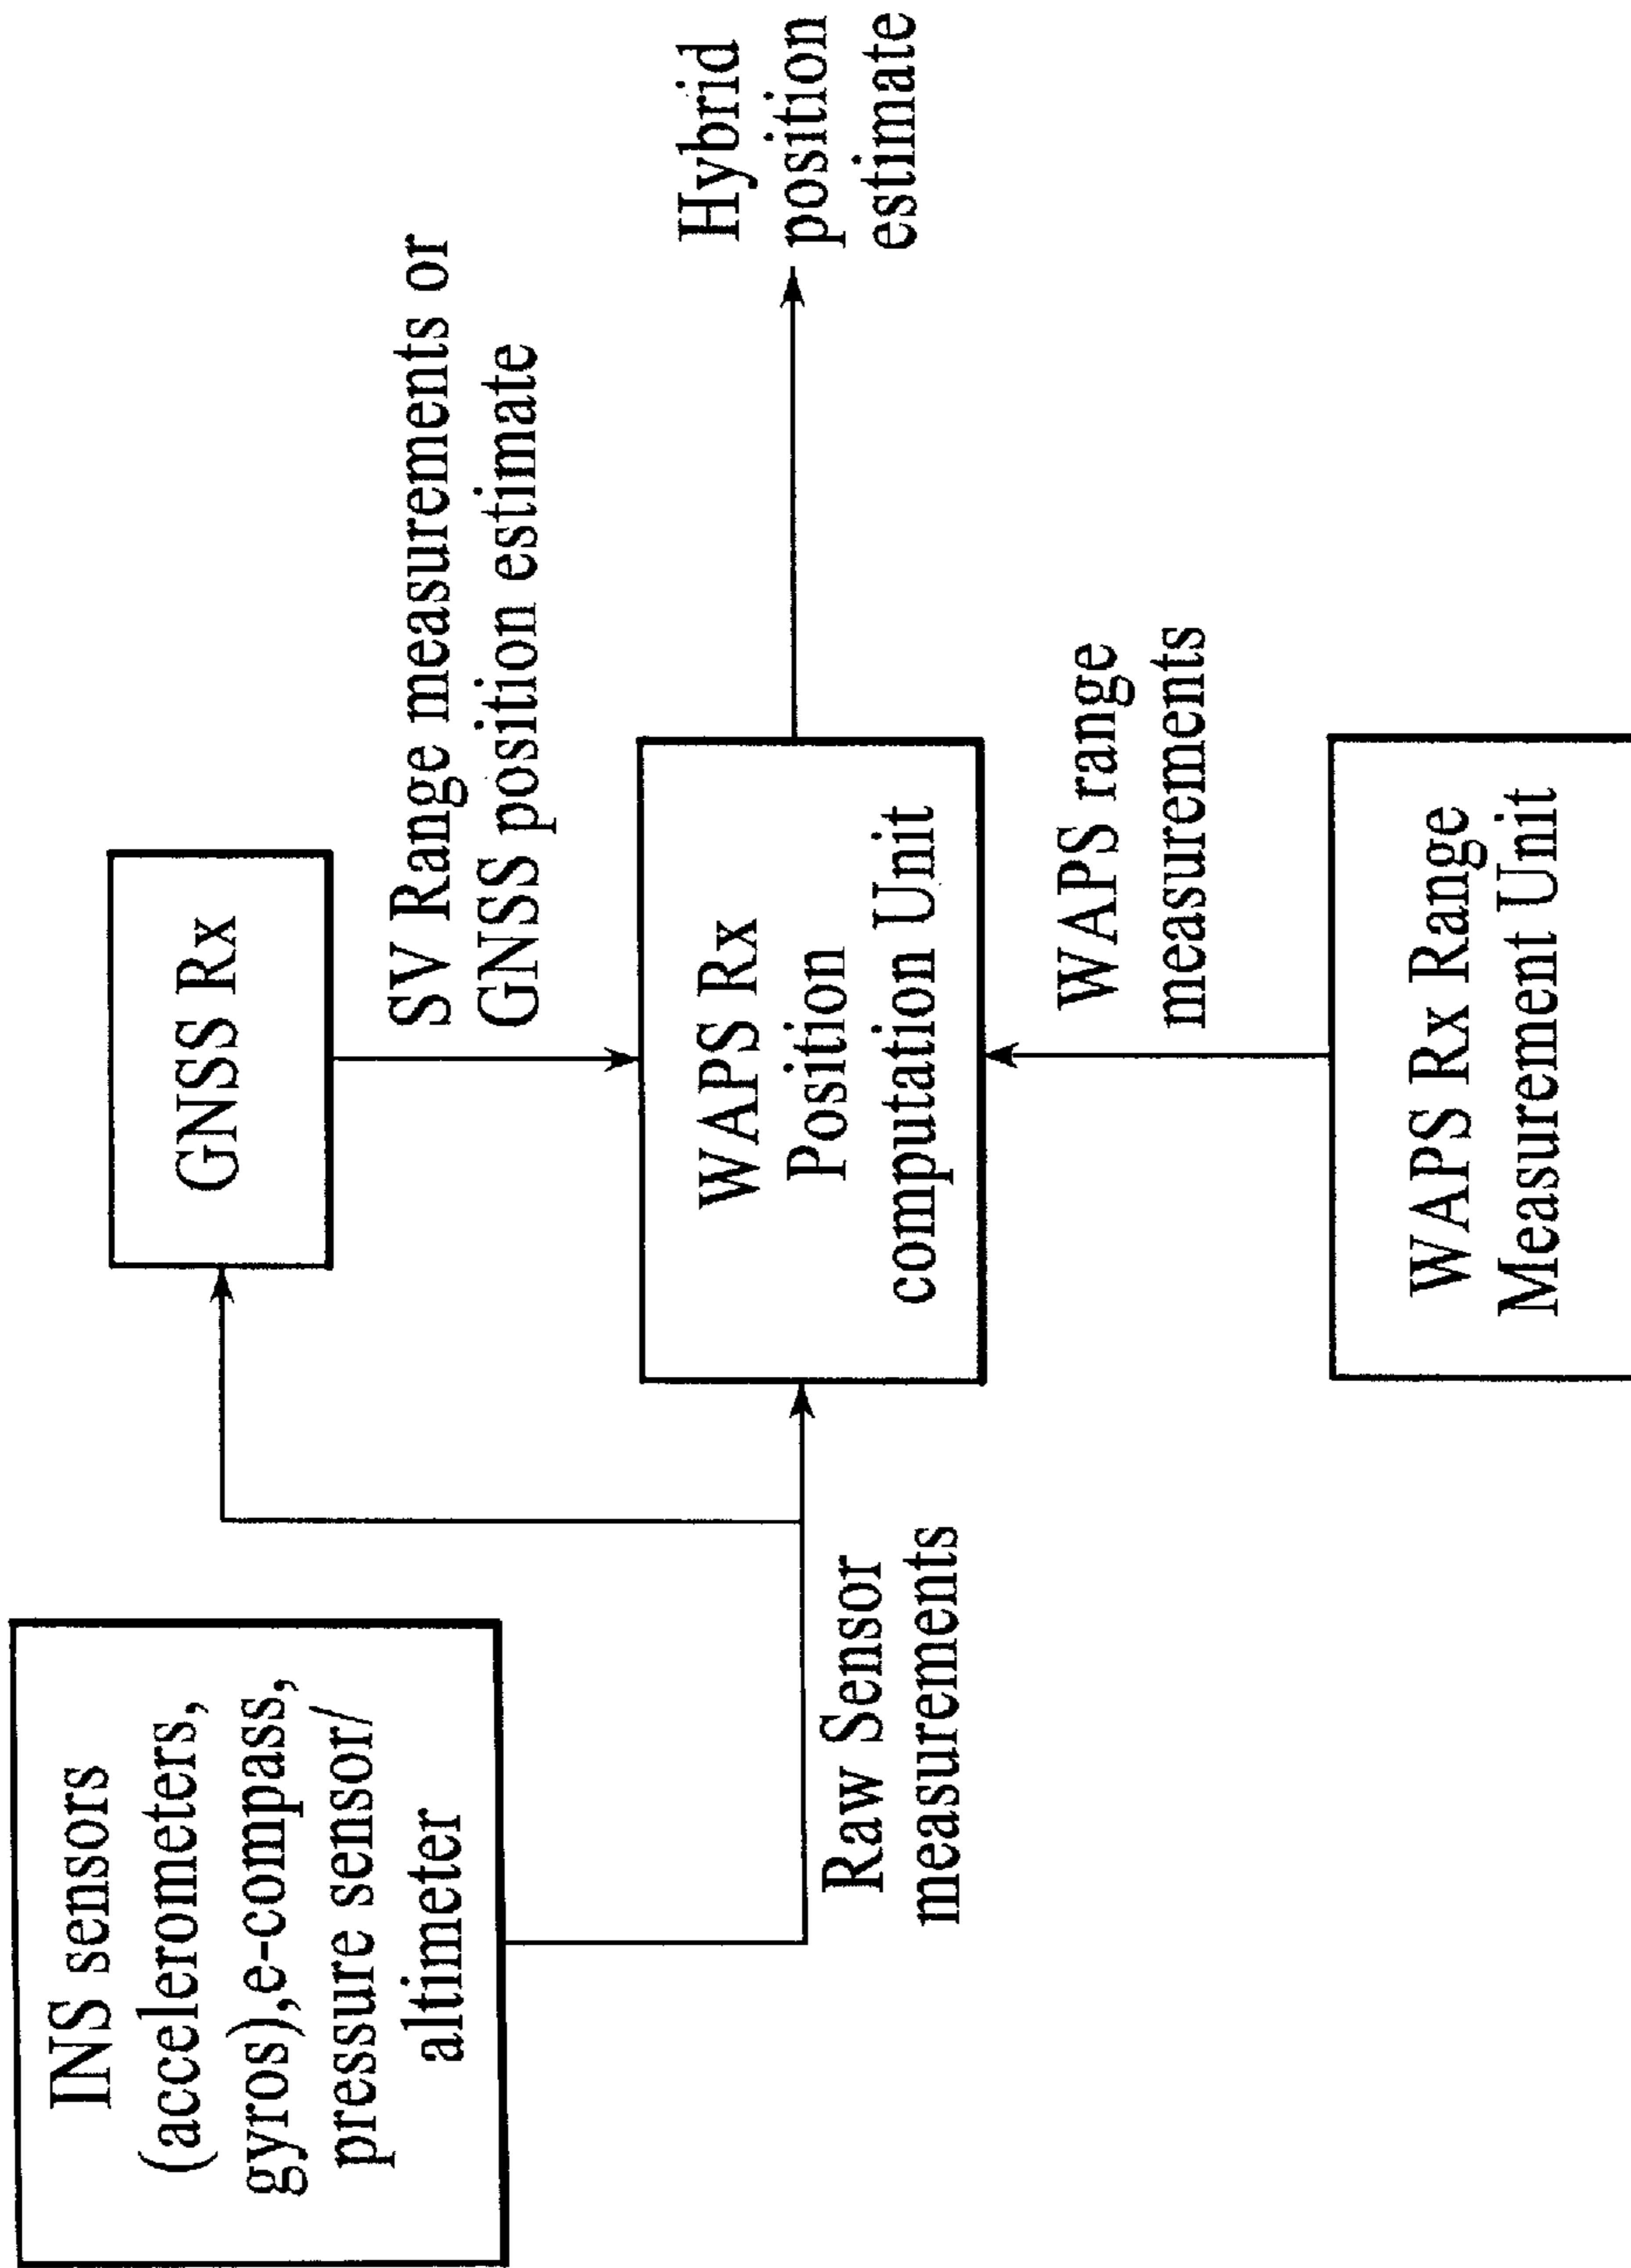 INS sensors
(accelerometers,
gyros),e-compass,
pressure sensor/
altimeter
GNSS Rx
SV Range measurements or
GNSS position estimate
Raw Sensor
measurements
WAPS Rx
Position
computation Unit
Hybrid
position
estimate
WAPS range
measurements
WAPS Rx Range
Measurement Unit